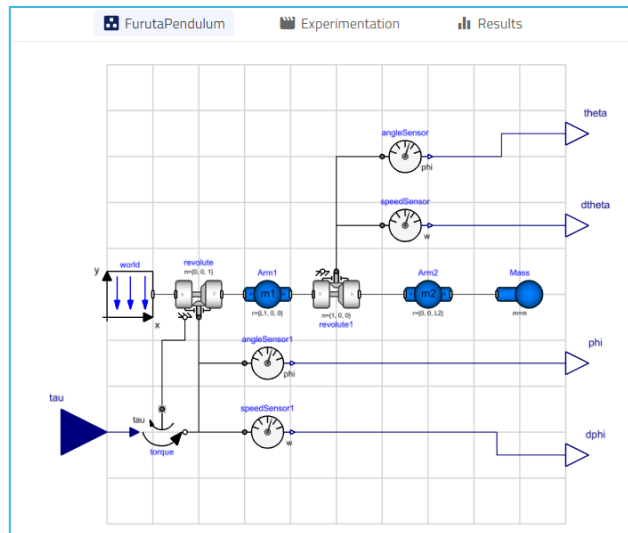 FurutaPendulum Experimentation Results
theta
angleSensor
phi
dtheta
speedSensor
w
world
revolute
n={0, 0, 1}
Arm1
Arm2
Mass
y
m1
m2
x
r={L1, 0, 0}
n={1, 0, 0}
revolute1
r={0, 0, L2}
m=m
angleSensor1
phi
phi
tau
speedSensor1
tau
w
torque
dphi